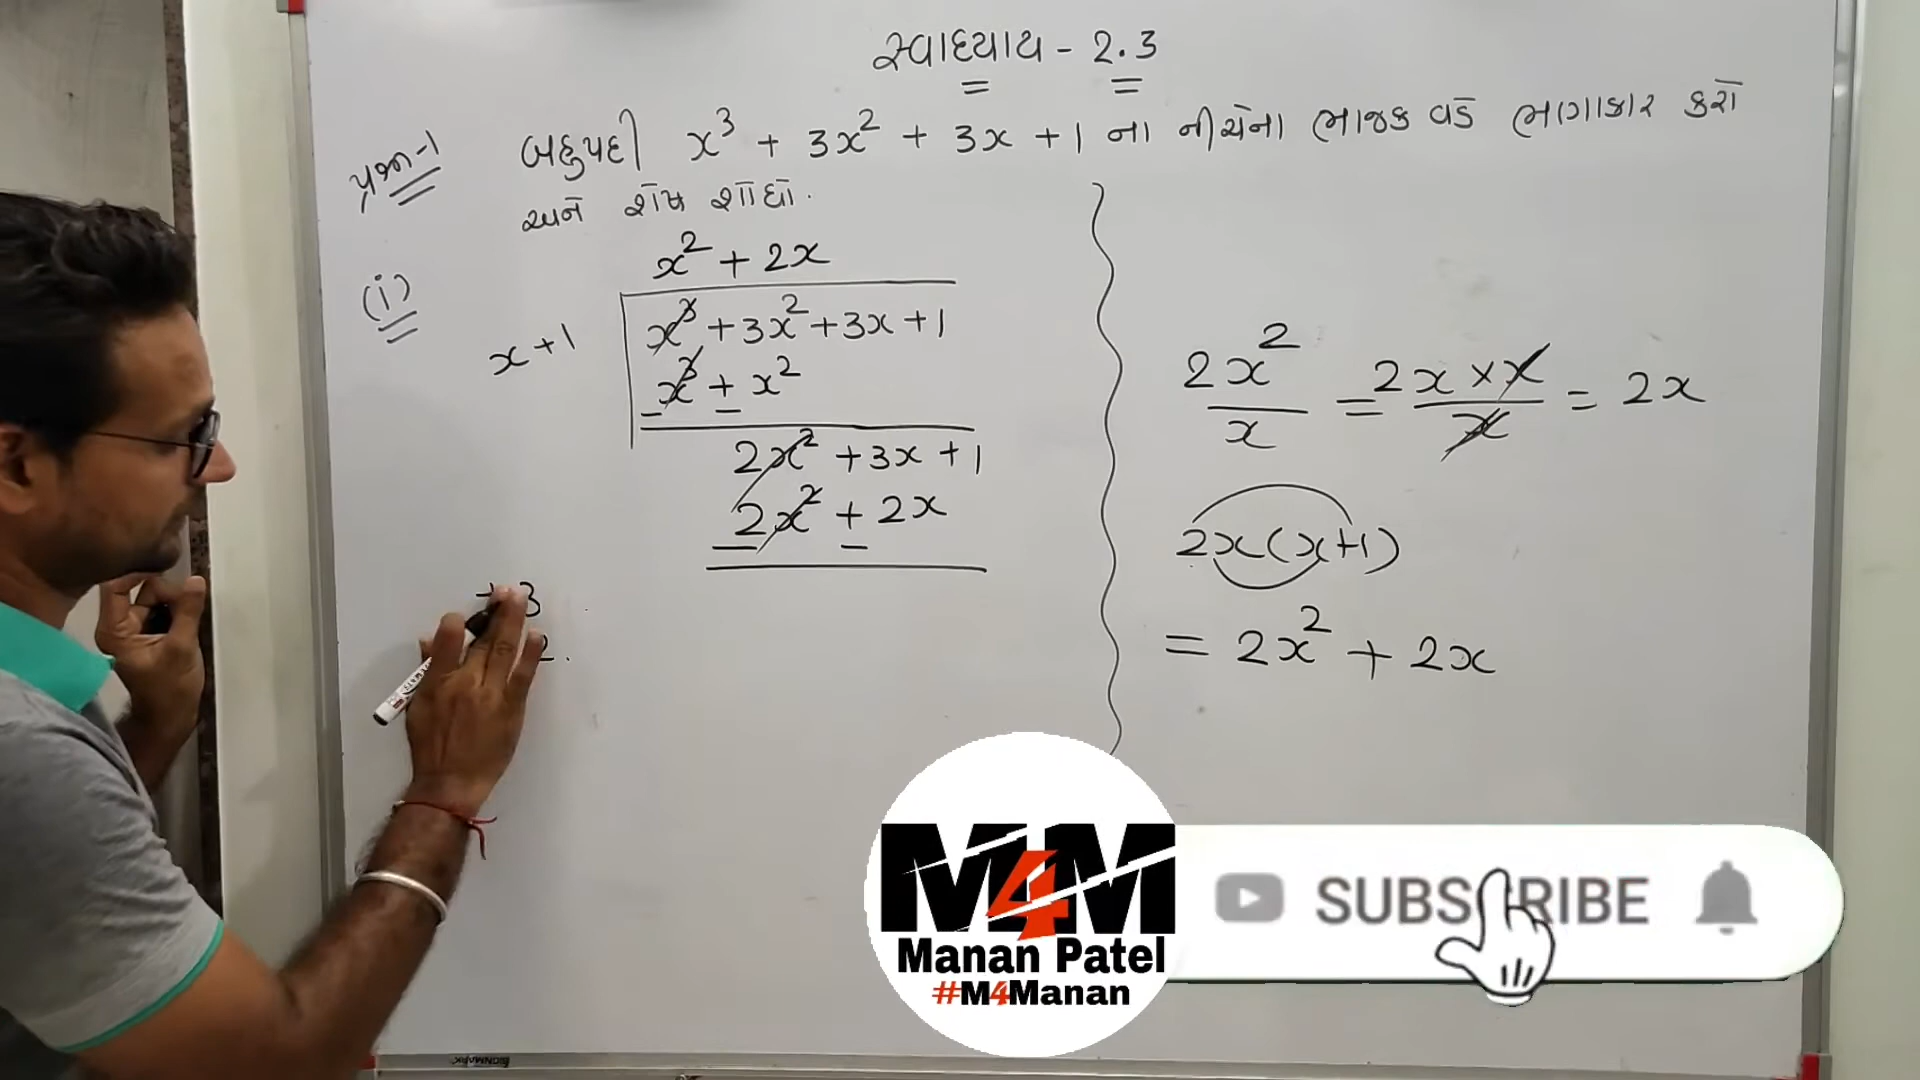 સ્વાધ્યાય - 2.3
પ્રશ્ન-1 બહુપદી x³ + 3x² + 3x + 1 ના નીચેના ભાજક વડે ભાગાકાર કરો
અને શેષ શોધો.
(i)
x² + 2x
x + 1
x³ + 3x² + 3x + 1
x³ + x²
2x² + 3x + 1
2x² + 2x
+ 3
2.
2x²/x = 2x × x/x = 2x
2x(x+1)
= 2x² + 2x
M4M
Manan Patel
#M4Manan
SUBSCRIBE